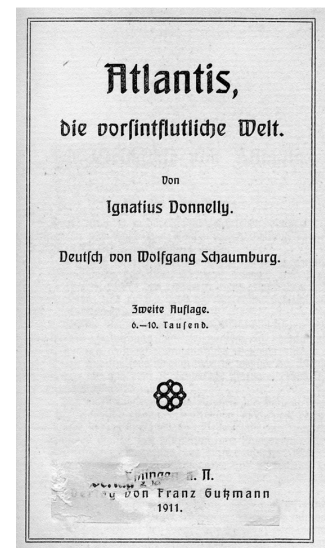 Atlantis,
die vorsintflutliche Welt.
Von
Ignatius Donnelly.
Deutsch von Wolfgang Schaumburg.
Zweite Auflage.
6.—10. Tausend.
a. N.
von Franz Gutzmann
1911.